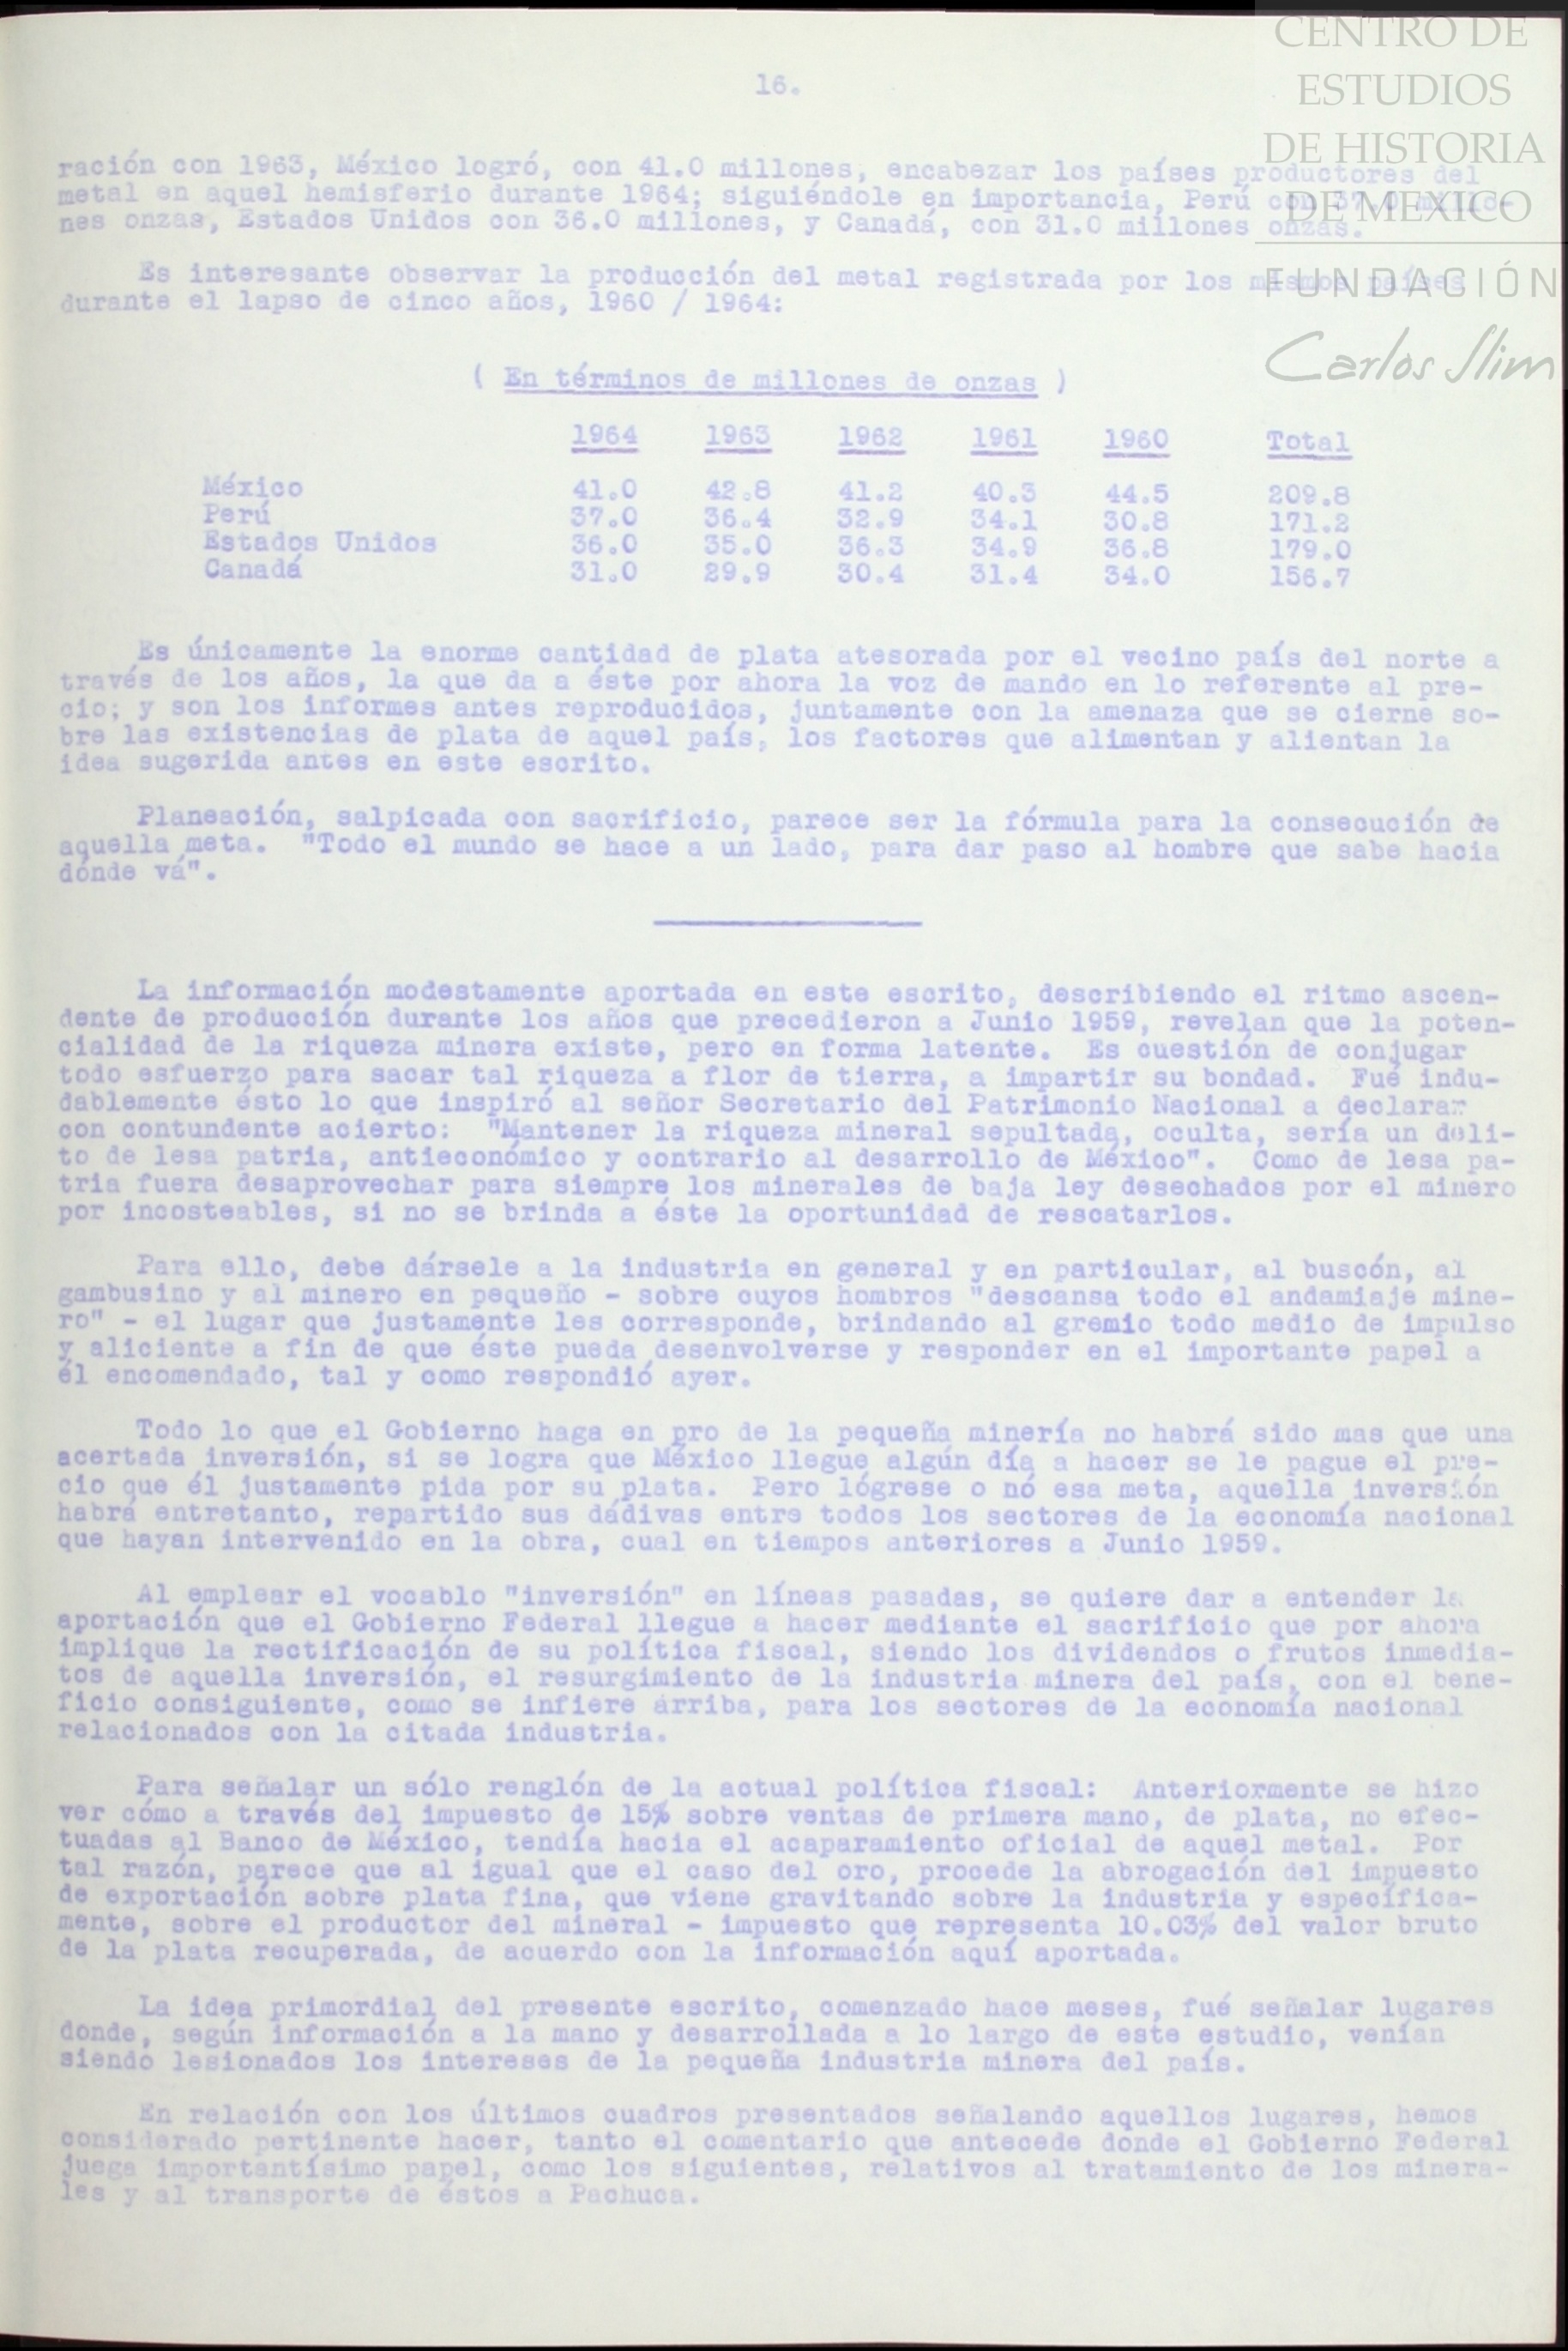 CENTRO DE
ESTUDIOS
DE HISTORIA
DE MEXICO
FUNDACIÓN
Carlos Slim
16.
ración con 1963, México logró, con 41.0 millones, encabezar los países productores del
metal en aquel hemisferio durante 1964; siguiéndole en importancia, Perú con 37.0 millo-
nes onzas, Estados Unidos con 36.0 millones, y Canadá, con 31.0 millones onzas.
Es interesante observar la producción del metal registrada por los mismos países
durante el lapso de cinco años, 1960 / 1964:
( En términos de millones de onzas )
1964 1963 1962 1961 1960 Total
México 41.0 42.8 41.2 40.3 44.5 209.8
Perú 37.0 36.4 32.9 34.1 30.8 171.2
Estados Unidos 36.0 35.0 36.3 34.9 36.8 179.0
Canadá 31.0 29.9 30.4 31.4 34.0 156.7
Es únicamente la enorme cantidad de plata atesorada por el vecino país del norte a
través de los años, la que da a éste por ahora la voz de mando en lo referente al pre-
cio; y son los informes antes reproducidos, juntamente con la amenaza que se cierne so-
bre las existencias de plata de aquel país, los factores que alimentan y alientan la
idea sugerida antes en este escrito.
Planeación, salpicada con sacrificio, parece ser la fórmula para la consecución de
aquella meta. "Todo el mundo se hace a un lado, para dar paso al hombre que sabe hacia
dónde vá".
La información modestamente aportada en este escrito, describiendo el ritmo ascen-
dente de producción durante los años que precedieron a Junio 1959, revelan que la poten-
cialidad de la riqueza minera existe, pero en forma latente. Es cuestión de conjugar
todo esfuerzo para sacar tal riqueza a flor de tierra, a impartir su bondad. Fué indu-
dablemente ésto lo que inspiró al señor Secretario del Patrimonio Nacional a declarar
con contundente acierto: "Mantener la riqueza mineral sepultada, oculta, sería un deli-
to de lesa patria, antieconómico y contrario al desarrollo de México". Como de lesa pa-
tria fuera desaprovechar para siempre los minerales de baja ley desechados por el minero
por incosteables, si no se brinda a éste la oportunidad de rescatarlos.
Para ello, debe dársele a la industria en general y en particular, al buscón, al
gambusino y al minero en pequeño - sobre cuyos hombros "descansa todo el andamiaje mine-
ro" - el lugar que justamente les corresponde, brindando al gremio todo medio de impulso
y aliciente a fin de que éste pueda desenvolverse y responder en el importante papel a
él encomendado, tal y como respondió ayer.
Todo lo que el Gobierno haga en pro de la pequeña minería no habrá sido mas que una
acertada inversión, si se logra que México llegue algún día a hacer se le pague el pre-
cio que él justamente pida por su plata. Pero lógrese o nó esa meta, aquella inversión
habrá entretanto, repartido sus dádivas entre todos los sectores de la economía nacional
que hayan intervenido en la obra, cual en tiempos anteriores a Junio 1959.
Al emplear el vocablo "inversión" en líneas pasadas, se quiere dar a entender la
aportación que el Gobierno Federal llegue a hacer mediante el sacrificio que por ahora
implique la rectificación de su política fiscal, siendo los dividendos o frutos inmedia-
tos de aquella inversión, el resurgimiento de la industria minera del país, con el bene-
ficio consiguiente, como se infiere arriba, para los sectores de la economía nacional
relacionados con la citada industria.
Para señalar un sólo renglón de la actual política fiscal: Anteriormente se hizo
ver cómo a través del impuesto de 15% sobre ventas de primera mano, de plata, no efec-
tuadas al Banco de México, tendía hacia el acaparamiento oficial de aquel metal. Por
tal razón, parece que al igual que el caso del oro, procede la abrogación del impuesto
de exportación sobre plata fina, que viene gravitando sobre la industria y específica-
mente, sobre el productor del mineral - impuesto que representa 10.03% del valor bruto
de la plata recuperada, de acuerdo con la información aquí aportada.
La idea primordial del presente escrito, comenzado hace meses, fué señalar lugares
donde, según información a la mano y desarrollada a lo largo de este estudio, venían
siendo lesionados los intereses de la pequeña industria minera del país.
En relación con los últimos cuadros presentados señalando aquellos lugares, hemos
considerado pertinente hacer, tanto el comentario que antecede donde el Gobierno Federal
juega importantísimo papel, como los siguientes, relativos al tratamiento de los minera-
les y al transporte de éstos a Pachuca.